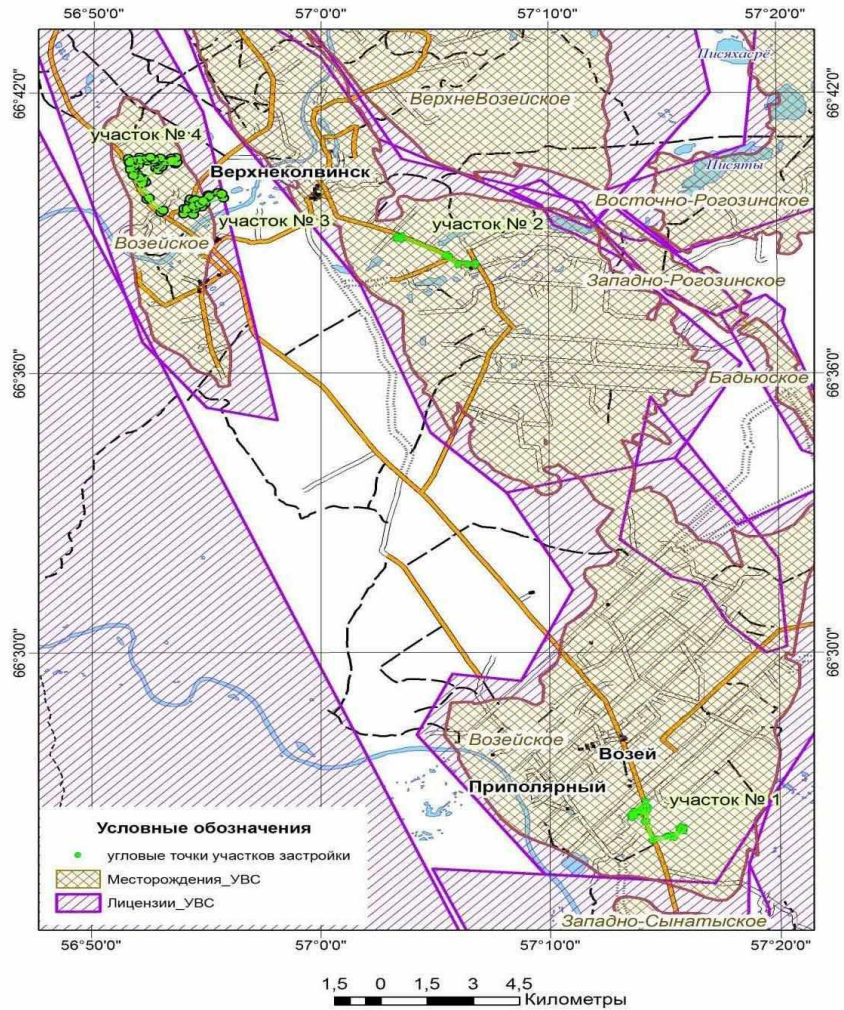 56°50'0" 57°0'0" 57°10'0" 57°20'0"
Писяхасрё
66°42'0" 66°42'0"
ВерхнеВозейское
участок № 4
Писяты
Верхнеколвинск
Восточно-Рогозинское
участок № 3
участок № 2
Возейское
Западно-Рогозинское
66°36'0" 66°36'0"
Бадьюское
66°30'0" 66°30'0"
Возейское
Возей
Приполярный
участок № 1
Условные обозначения
угловые точки участков застройки
Месторождения_УВС
Лицензии_УВС
Западно-Сынатыское
56°50'0" 57°0'0" 57°10'0" 57°20'0"
1,5 0 1,5 3 4,5
Километры